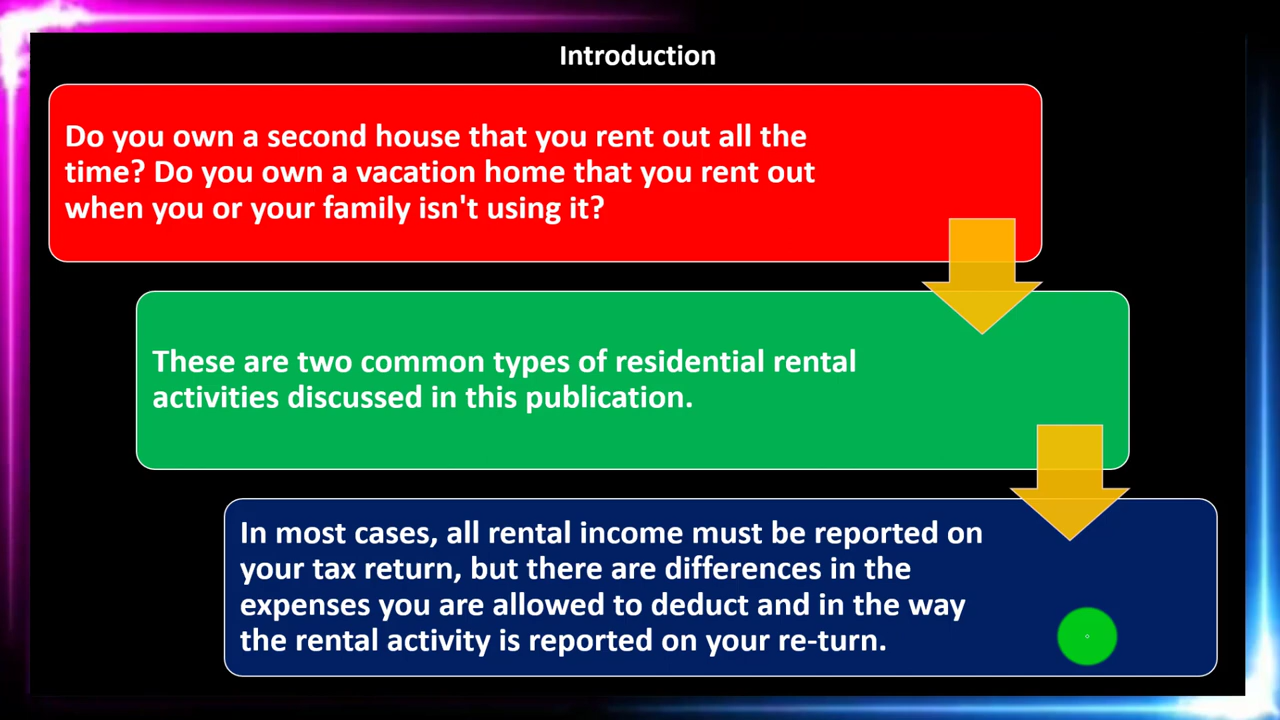 Introduction
Do you own a second house that you rent out all the
time? Do you own a vacation home that you rent out
when you or your family isn't using it?
These are two common types of residential rental
activities discussed in this publication.
In most cases, all rental income must be reported on
your tax return, but there are differences in the
expenses you are allowed to deduct and in the way
the rental activity is reported on your re-turn.